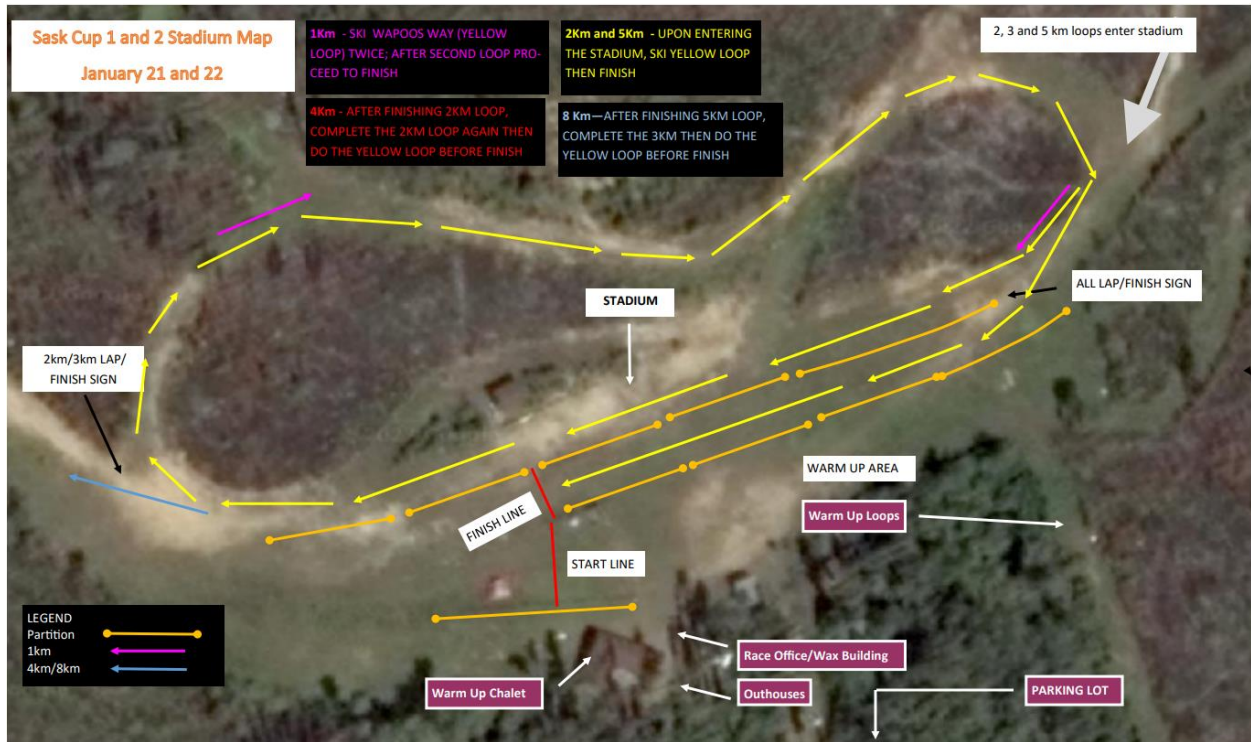 Sask Cup 1 and 2 Stadium Map
January 21 and 22
1Km - SKI WAPOOS WAY (YELLOW
LOOP) TWICE; AFTER SECOND LOOP PRO-
CEED TO FINISH
2Km and 5Km - UPON ENTERING
THE STADIUM, SKI YELLOW LOOP
THEN FINISH
4Km - AFTER FINISHING 2KM LOOP,
COMPLETE THE 2KM LOOP AGAIN THEN
DO THE YELLOW LOOP BEFORE FINISH
8 Km—AFTER FINISHING 5KM LOOP,
COMPLETE THE 3KM THEN DO THE
YELLOW LOOP BEFORE FINISH
2, 3 and 5 km loops enter stadium
ALL LAP/FINISH SIGN
STADIUM
2km/3km LAP/
FINISH SIGN
WARM UP AREA
Warm Up Loops
FINISH LINE
START LINE
LEGEND
Partition
1km
4km/8km
Race Office/Wax Building
Warm Up Chalet
Outhouses
PARKING LOT